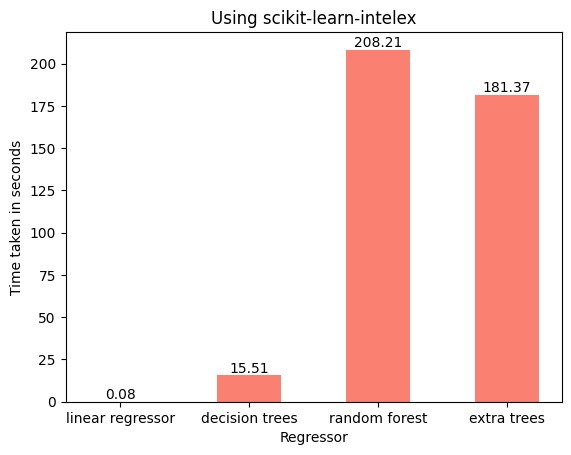 Using scikit-learn-intelex
Time taken in seconds
200
175
150
125
100
75
50
25
0
0.08
15.51
208.21
181.37
linear regressor
decision trees
random forest
extra trees
Regressor